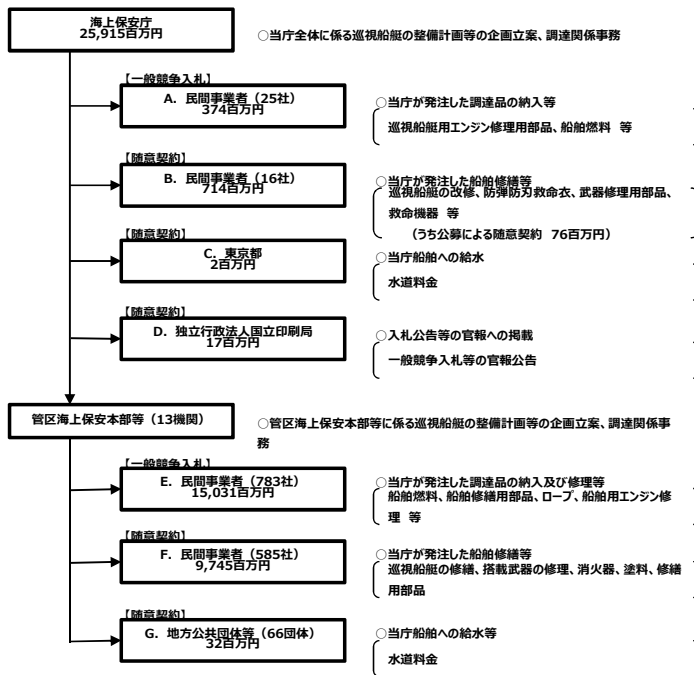 海上保安庁
25,915百万円
○当庁全体に係る巡視船艇の整備計画等の企画立案、調達関係事務
【一般競争入札】
A．民間事業者（25社）
374百万円
○当庁が発注した調達品の納入等
巡視船艇用エンジン修理用部品、船舶燃料 等
【随意契約】
B．民間事業者（16社）
714百万円
○当庁が発注した船舶修繕等
巡視船艇の改修、防弾防刃救命衣、武器修理用部品、
救命機器 等
（うち公募による随意契約 76百万円）
【随意契約】
C．東京都
2百万円
○当庁船舶への給水
水道料金
【随意契約】
D．独立行政法人国立印刷局
17百万円
○入札公告等の官報への掲載
一般競争入札等の官報公告
管区海上保安本部等（13機関）
○管区海上保安本部等に係る巡視船艇の整備計画等の企画立案、調達関係事
務
【一般競争入札】
E．民間事業者（783社）
15,031百万円
○当庁が発注した調達品の納入及び修理等
船舶燃料、船舶修繕用部品、ロープ、船舶用エンジン修
理 等
【随意契約】
F．民間事業者（585社）
9,745百万円
○当庁が発注した船舶修繕等
巡視船艇の修繕、搭載武器の修理、消火器、塗料、修繕
用部品
【随意契約】
G．地方公共団体等（66団体）
32百万円
○当庁船舶への給水等
水道料金